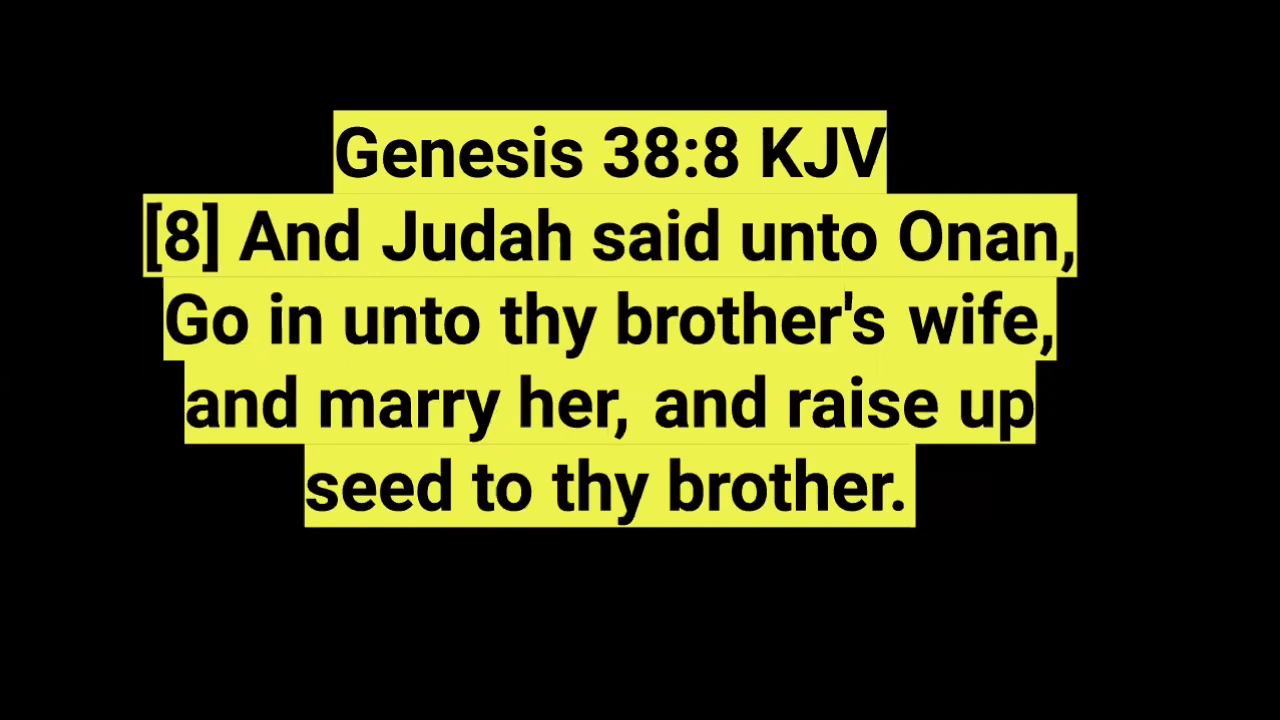 Genesis 38:8 KJV
[8] And Judah said unto Onan,
Go in unto thy brother's wife,
and marry her, and raise up
seed to thy brother.